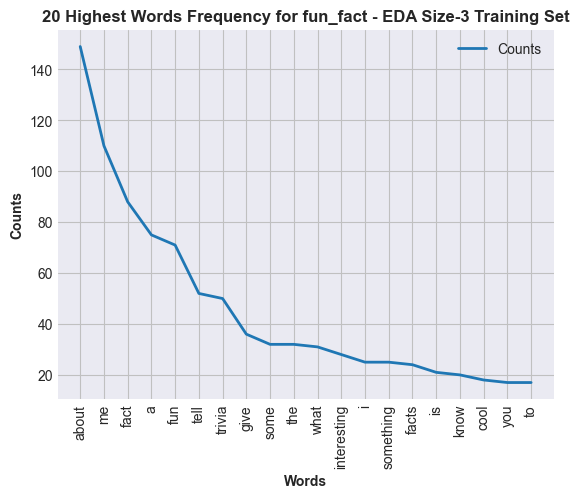 20 Highest Words Frequency for fun_fact - EDA Size-3 Training Set
Counts
Counts
140
120
100
80
60
40
20
about
me
fact
a
fun
tell
trivia
give
some
the
what
interesting
i
something
facts
is
know
cool
you
to
Words